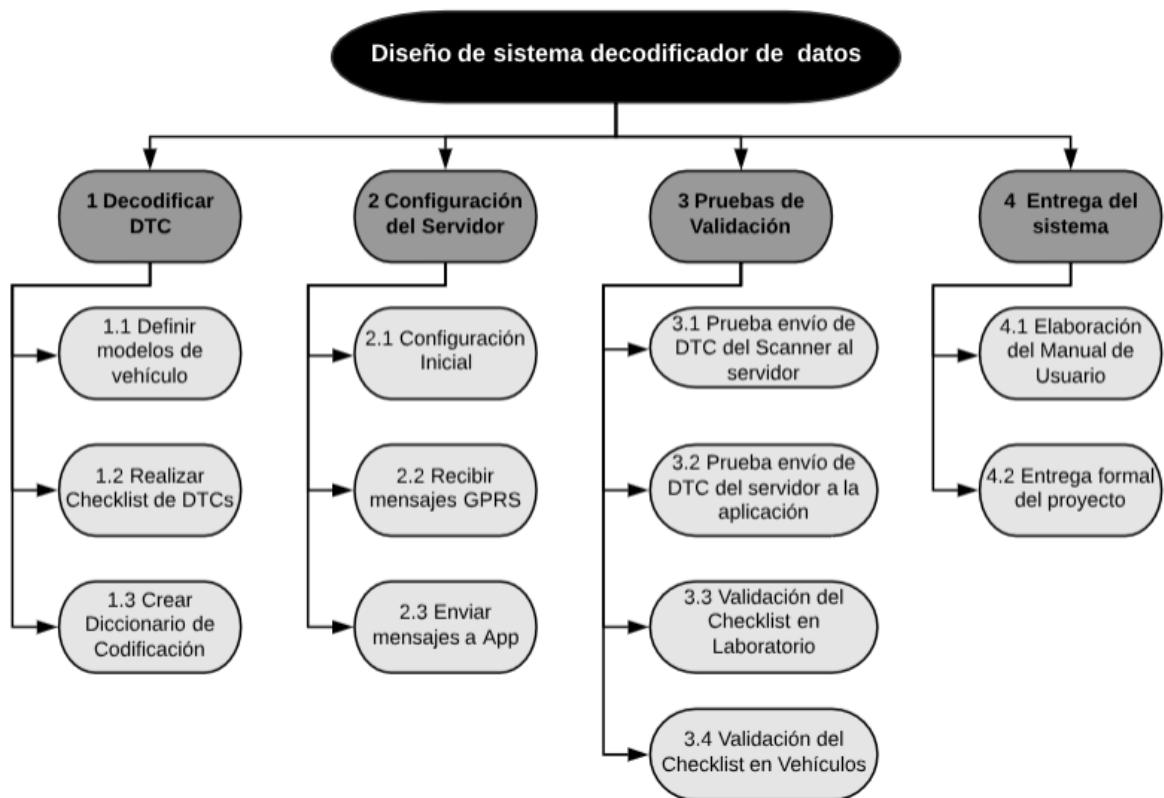 Diseño de sistema decodificador de datos
1 Decodificar
DTC
2 Configuración
del Servidor
3 Pruebas de
Validación
4 Entrega del
sistema
1.1 Definir
modelos de
vehículo
1.2 Realizar
Checklist de DTCs
1.3 Crear
Diccionario de
Codificación
2.1 Configuración
Inicial
2.2 Recibir
mensajes GPRS
2.3 Enviar
mensajes a App
3.1 Prueba envío de
DTC del Scanner al
servidor
3.2 Prueba envío de
DTC del servidor a la
aplicación
3.3 Validación del
Checklist en
Laboratorio
3.4 Validación del
Checklist en Vehículos
4.1 Elaboración
del Manual de
Usuario
4.2 Entrega formal
del proyecto